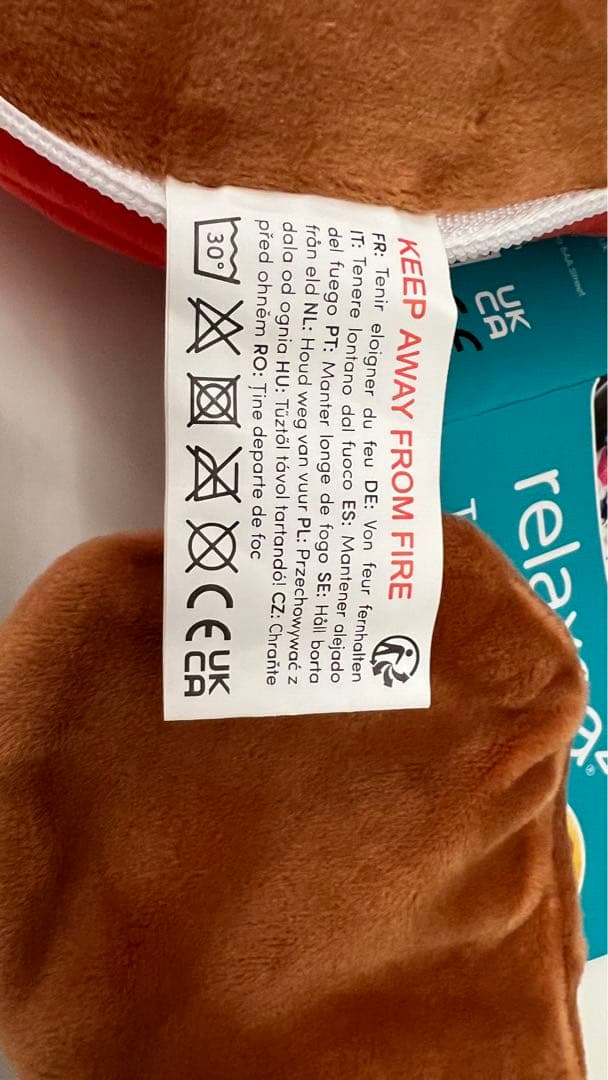 KEEP AWAY FROM FIRE
FR: Tenir eloigner du feu DE: Von feur fernhalten
IT: Tenere lontano dal fuoco ES: Mantener alejado
del fuego PT: Manter longe de fogo SE: Håll borta
från eld NL: Houd weg van vuur PL: Przechowywać z
dala od ognia HU: Tűztől távol tartandó! CZ: Chraňte
před ohněm RO: Ține departe de foc
30°
CE UK
CA
UK
CA
CE